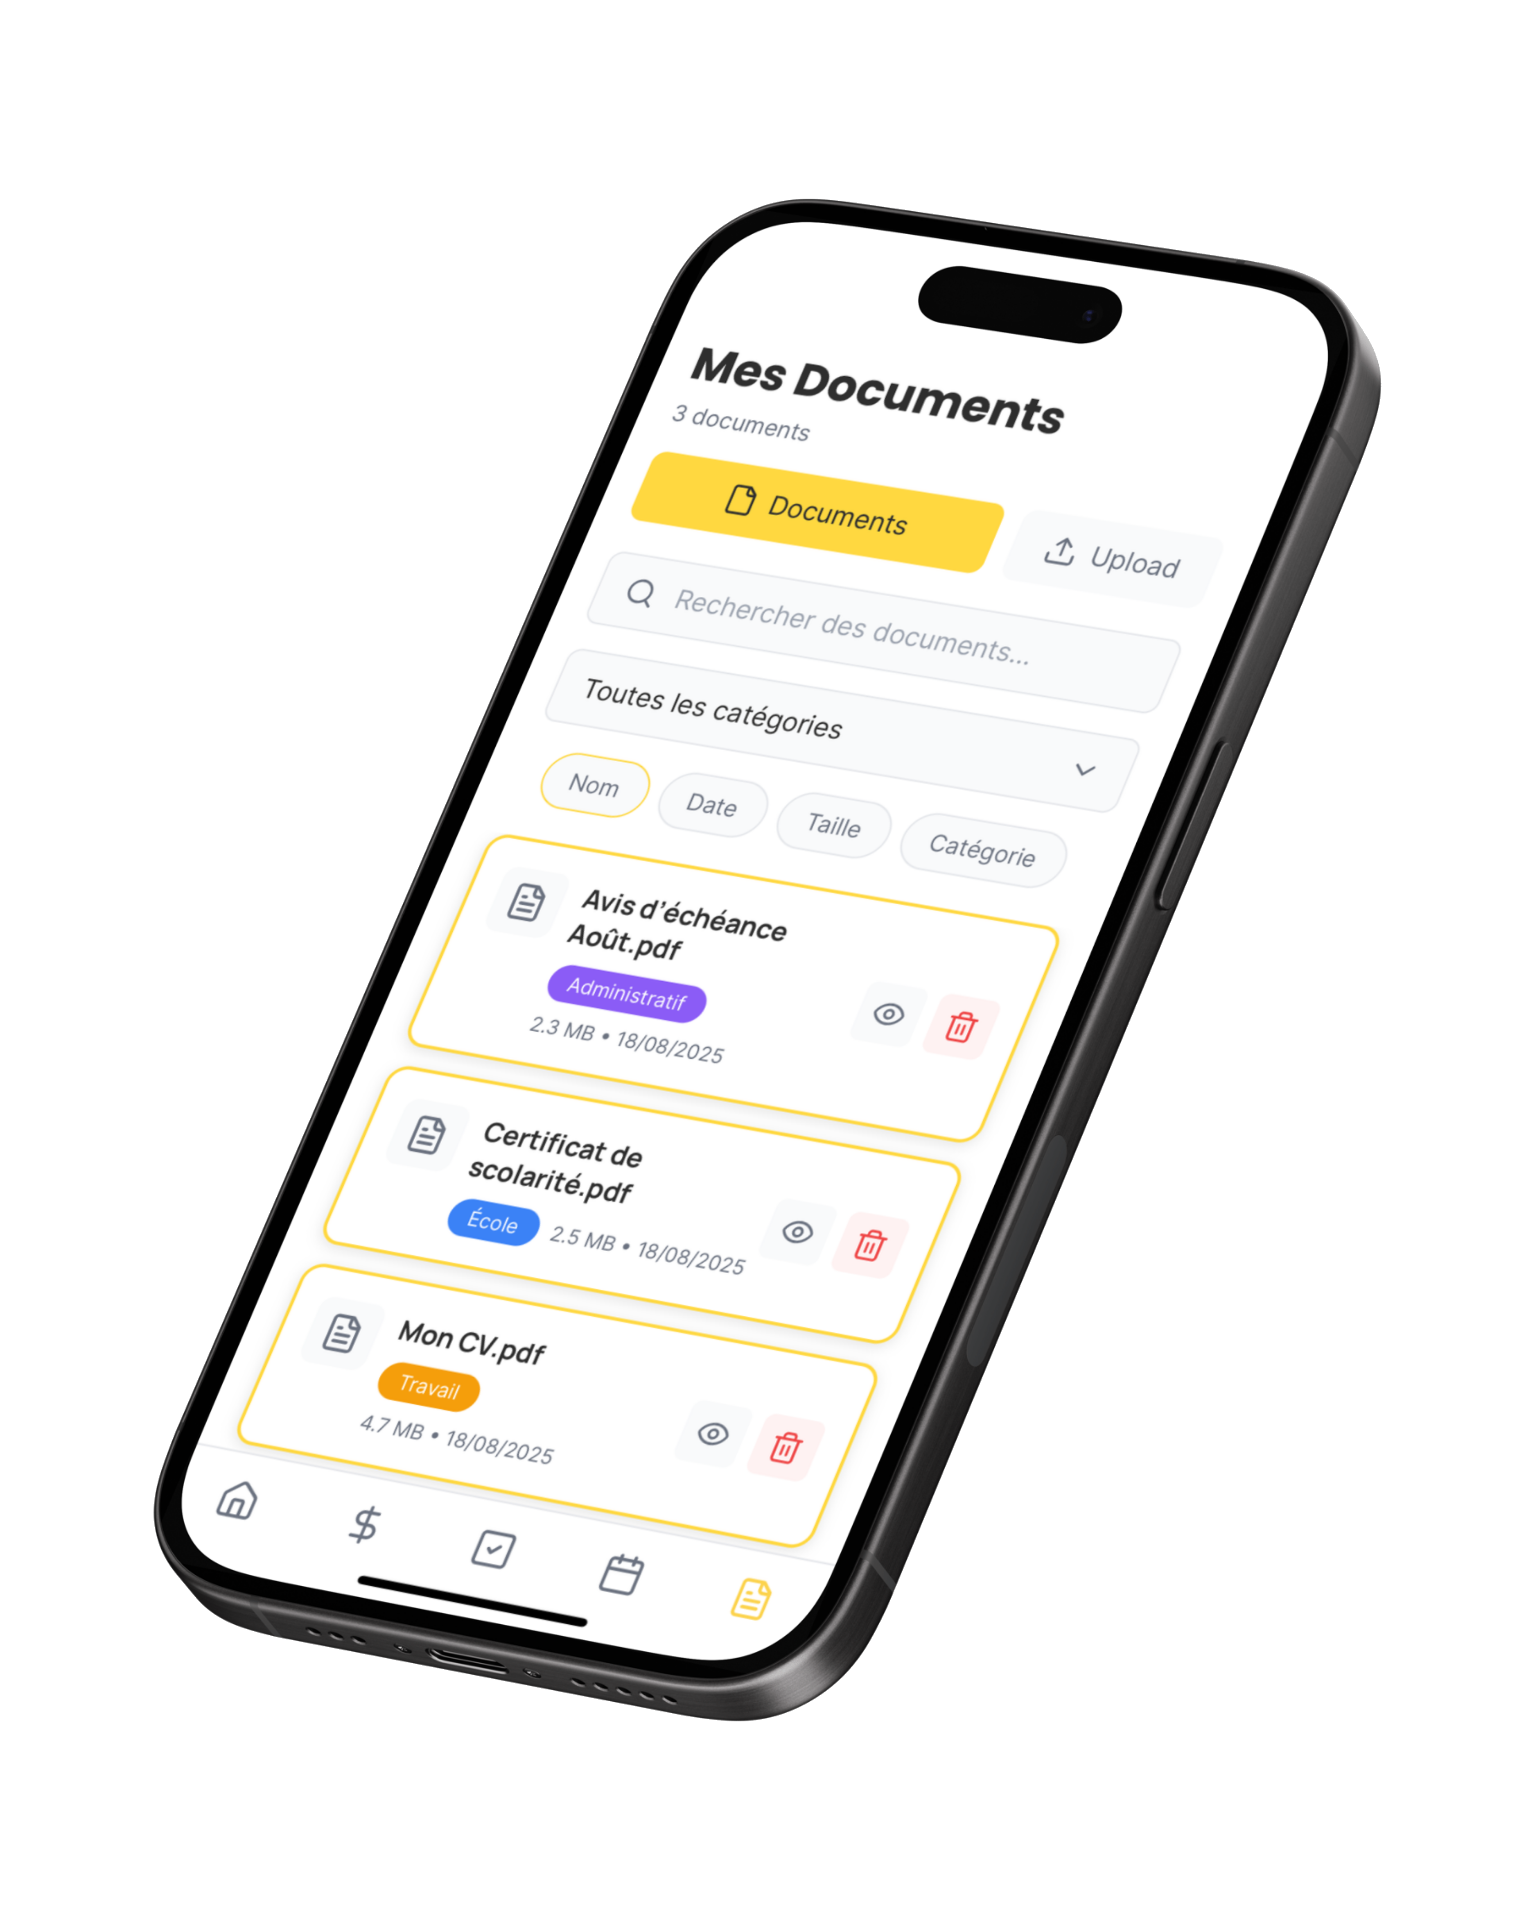 Mes Documents
3 documents
Documents
Upload
Rechercher des documents...
Toutes les catégories
Nom
Date
Taille
Catégorie
Avis d'échéance
Août.pdf
Administratif
2.3 MB • 18/08/2025
Certificat de
scolarité.pdf
École
2.5 MB • 18/08/2025
Mon CV.pdf
Travail
4.7 MB • 18/08/2025